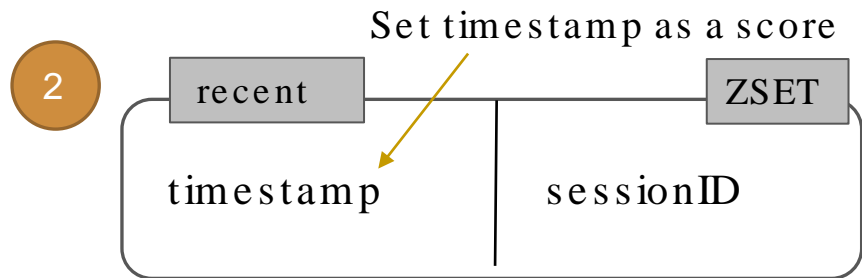 Set timestamp as a score
2
recent ZSET
timestamp sessionID